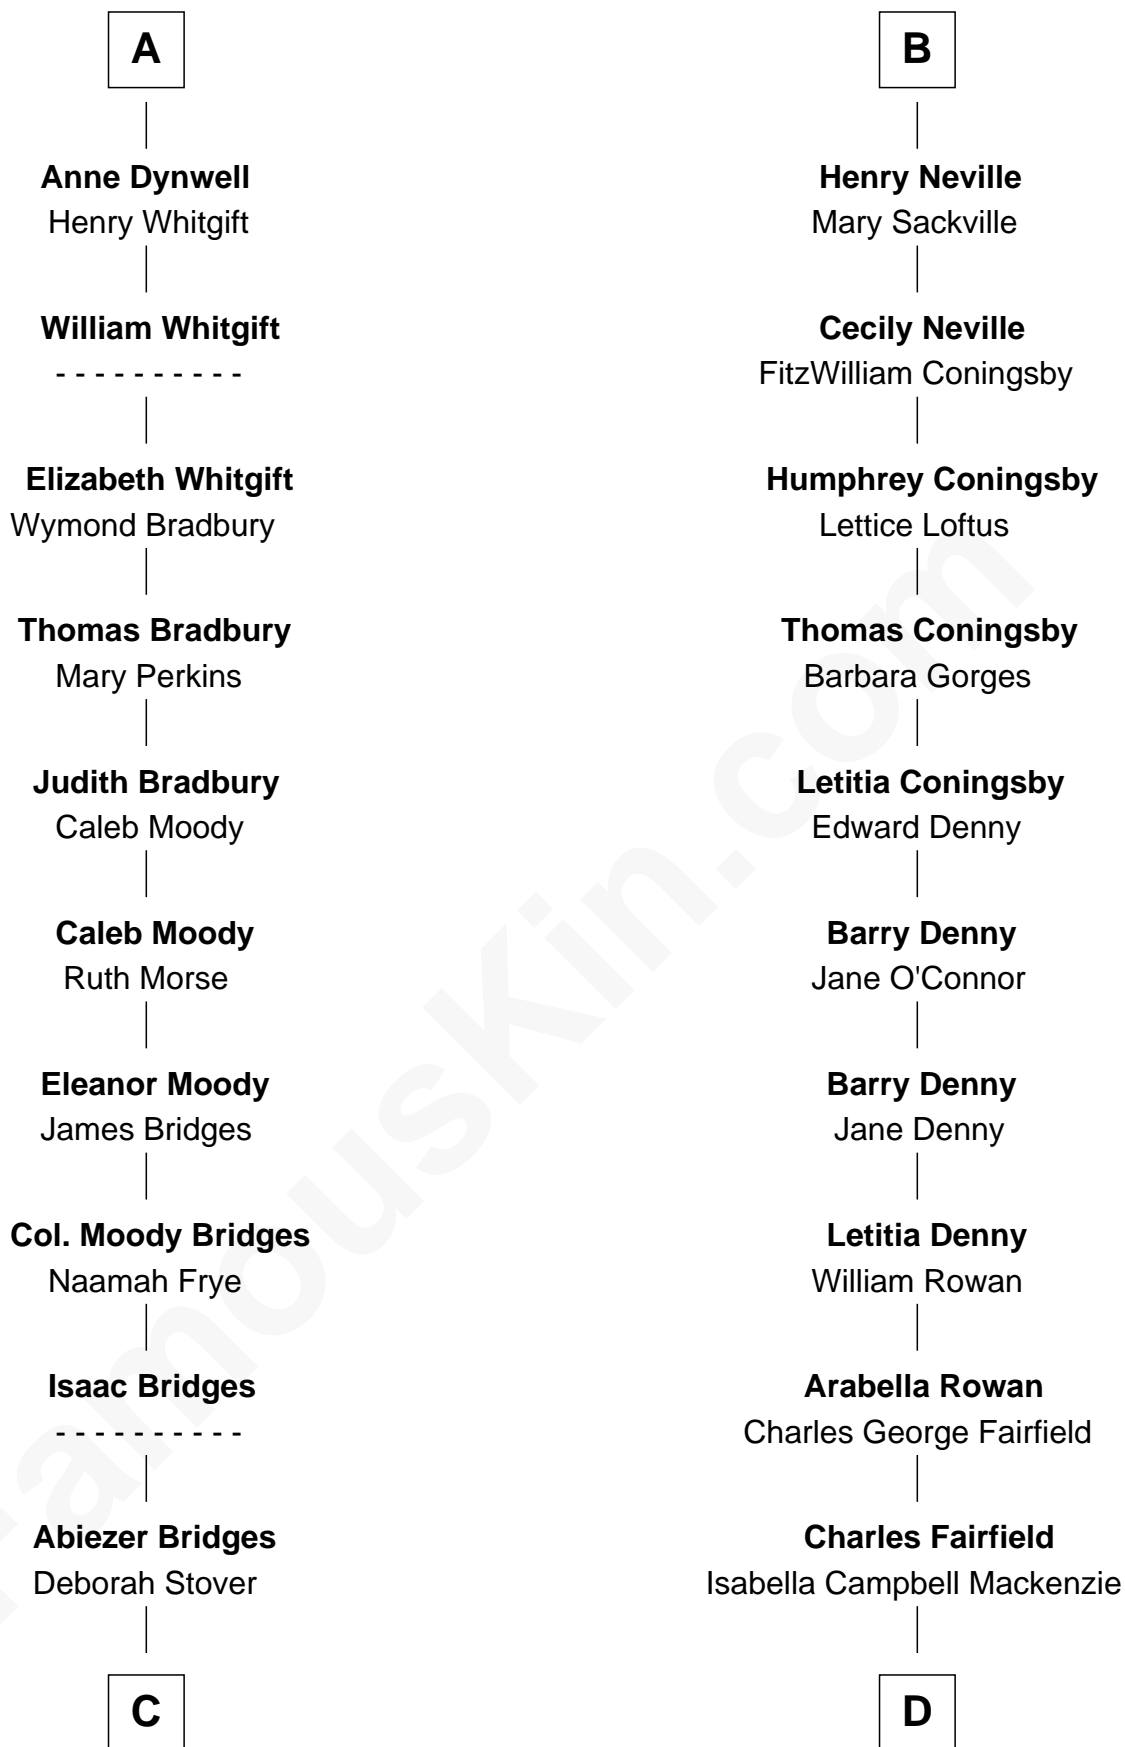 A
Anne Dynwell
Henry Whitgift
William Whitgift
- - - - - - - - - -
Elizabeth Whitgift
Wymond Bradbury
Thomas Bradbury
Mary Perkins
Judith Bradbury
Caleb Moody
Caleb Moody
Ruth Morse
Eleanor Moody
James Bridges
Col. Moody Bridges
Naamah Frye
Isaac Bridges
- - - - - - - - - -
Abiezer Bridges
Deborah Stover
C
B
Henry Neville
Mary Sackville
Cecily Neville
FitzWilliam Coningsby
Humphrey Coningsby
Lettice Loftus
Thomas Coningsby
Barbara Gorges
Letitia Coningsby
Edward Denny
Barry Denny
Jane O'Connor
Barry Denny
Jane Denny
Letitia Denny
William Rowan
Arabella Rowan
Charles George Fairfield
Charles Fairfield
Isabella Campbell Mackenzie
D
FamousKin.com